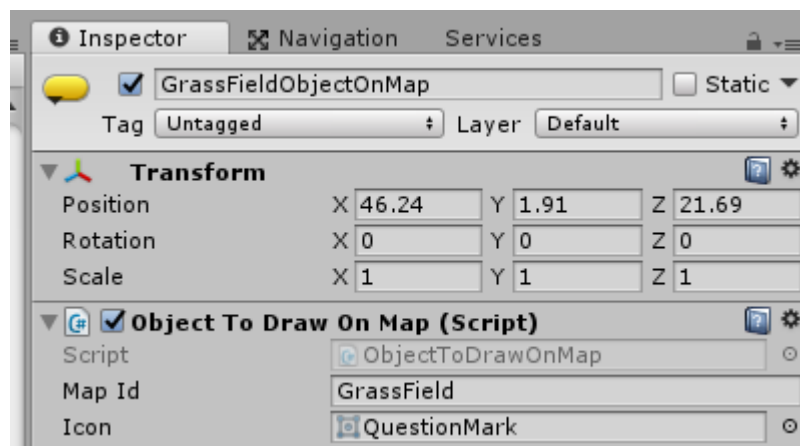 Inspector Navigation Services
GrassFieldObjectOnMap Static
Tag Untagged Layer Default
Transform
Position X 46.24 Y 1.91 Z 21.69
Rotation X 0 Y 0 Z 0
Scale X 1 Y 1 Z 1
Object To Draw On Map (Script)
Script ObjectToDrawOnMap
Map Id GrassField
Icon QuestionMark